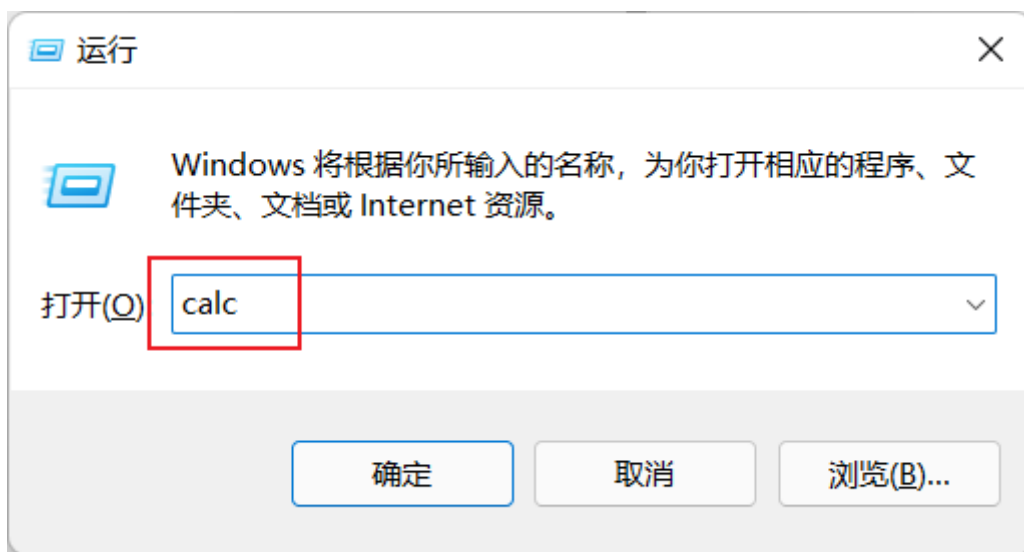 运行
Windows 将根据你所输入的名称，为你打开相应的程序、文
件夹、文档或 Internet 资源。
打开(O) calc
确定 取消 浏览(B)...